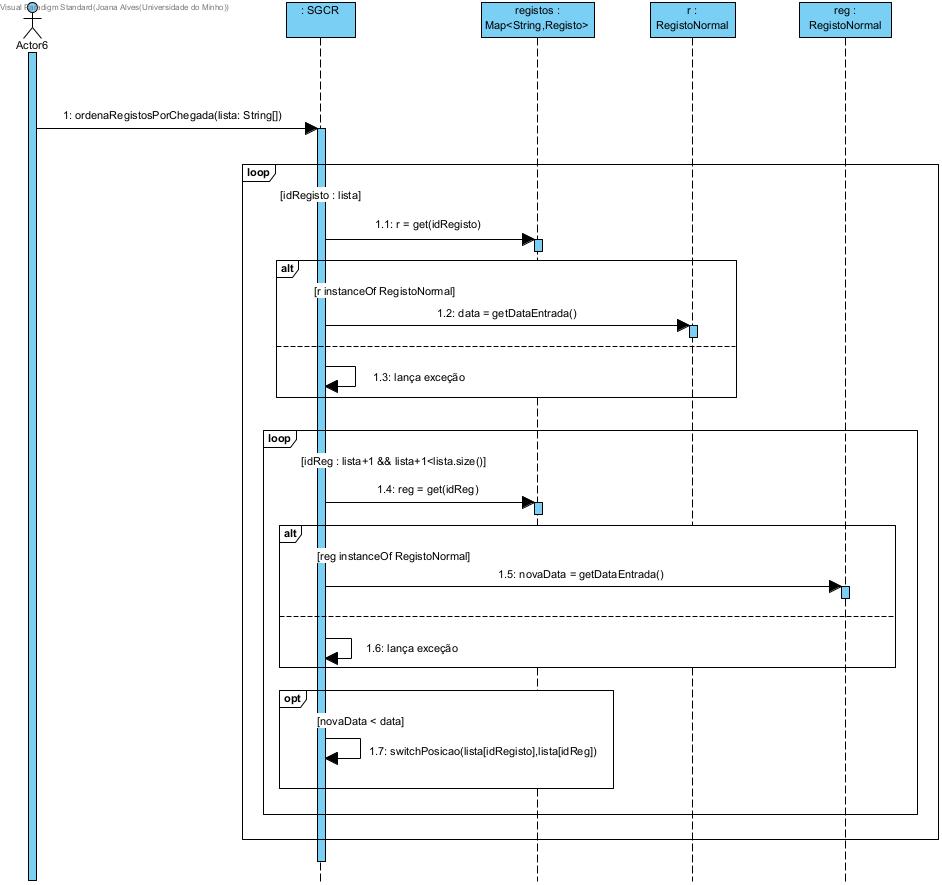 Visual Paradigm Standard(Joana Alves(Universidade do Minho))
Actor6
: SGCR
registos :
Map<String,Registo>
r :
RegistoNormal
reg :
RegistoNormal
1: ordenaRegistosPorChegada(lista: String[])
loop
[idRegisto : lista]
1.1: r = get(idRegisto)
alt
[r instanceOf RegistoNormal]
1.2: data = getDataEntrada()
1.3: lança exceção
loop
[idReg : lista+1 && lista+1<lista.size()]
1.4: reg = get(idReg)
alt
[reg instanceOf RegistoNormal]
1.5: novaData = getDataEntrada()
1.6: lança exceção
opt
[novaData < data]
1.7: switchPosicao(lista[idRegisto],lista[idReg])